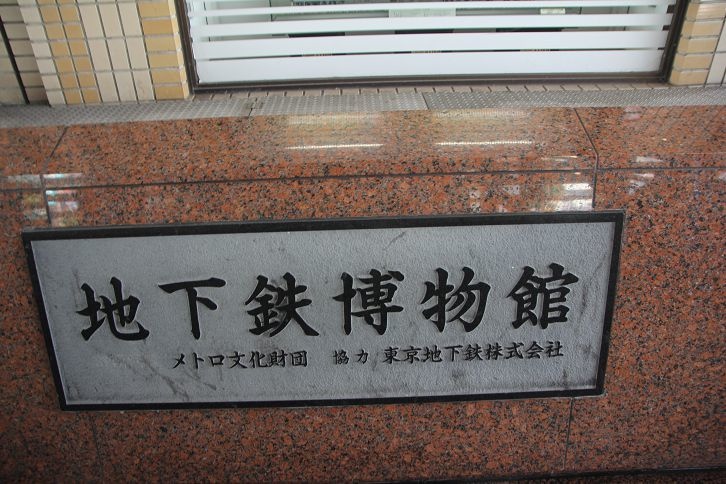 地下鉄博物館
メトロ文化財団　協力 東京地下鉄株式会社